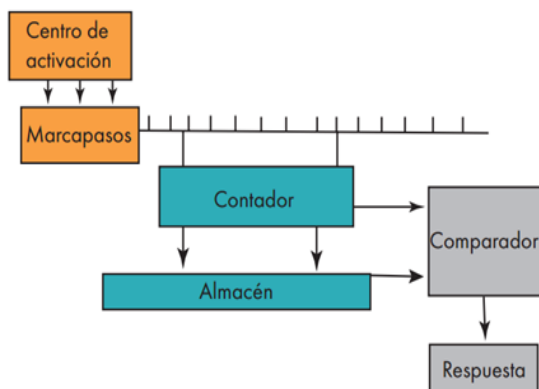 Centro de
activación
Marcapasos
Contador
Almacén
Comparador
Respuesta